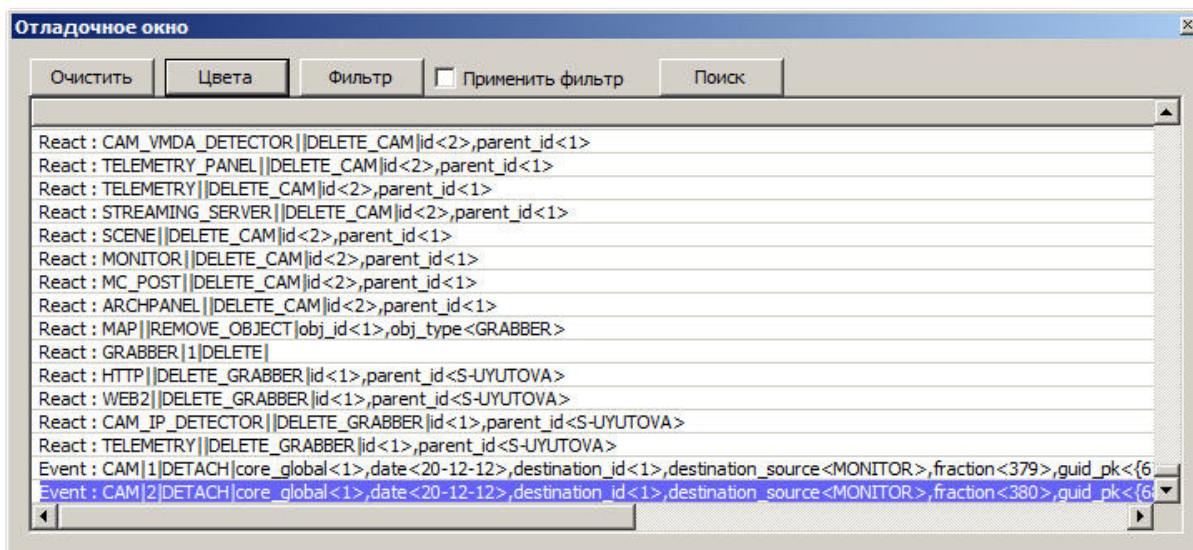 Отладочное окно
Очистить Цвета Фильтр Применить фильтр Поиск
React : CAM_VMDA_DETECTOR||DELETE_CAM|id<2>,parent_id<1>
React : TELEMETRY_PANEL||DELETE_CAM|id<2>,parent_id<1>
React : TELEMETRY||DELETE_CAM|id<2>,parent_id<1>
React : STREAMING_SERVER||DELETE_CAM|id<2>,parent_id<1>
React : SCENE||DELETE_CAM|id<2>,parent_id<1>
React : MONITOR||DELETE_CAM|id<2>,parent_id<1>
React : MC_POST||DELETE_CAM|id<2>,parent_id<1>
React : ARCHPANEL||DELETE_CAM|id<2>,parent_id<1>
React : MAP||REMOVE_OBJECT|obj_id<1>,obj_type<GRABBER>
React : GRABBER|1|DELETE|
React : HTTP||DELETE_GRABBER|id<1>,parent_id<S-UYUTOVA>
React : WEB2||DELETE_GRABBER|id<1>,parent_id<S-UYUTOVA>
React : CAM_IP_DETECTOR||DELETE_GRABBER|id<1>,parent_id<S-UYUTOVA>
React : TELEMETRY||DELETE_GRABBER|id<1>,parent_id<S-UYUTOVA>
Event : CAM|1|DETACH|core_global<1>,date<20-12-12>,destination_id<1>,destination_source<MONITOR>,fraction<379>,guid_pk<{6
Event : CAM|2|DETACH|core_global<1>,date<20-12-12>,destination_id<1>,destination_source<MONITOR>,fraction<380>,guid_pk<{6